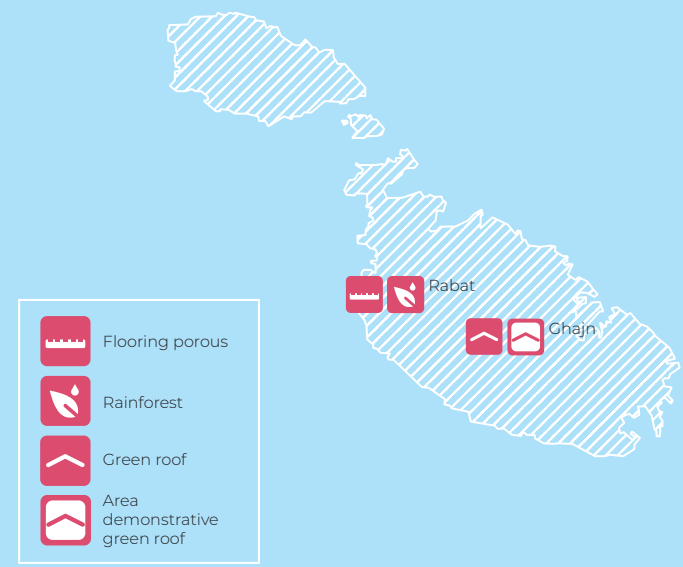 Rabat
Ghajn
Flooring porous
Rainforest
Green roof
Area
demonstrative
green roof